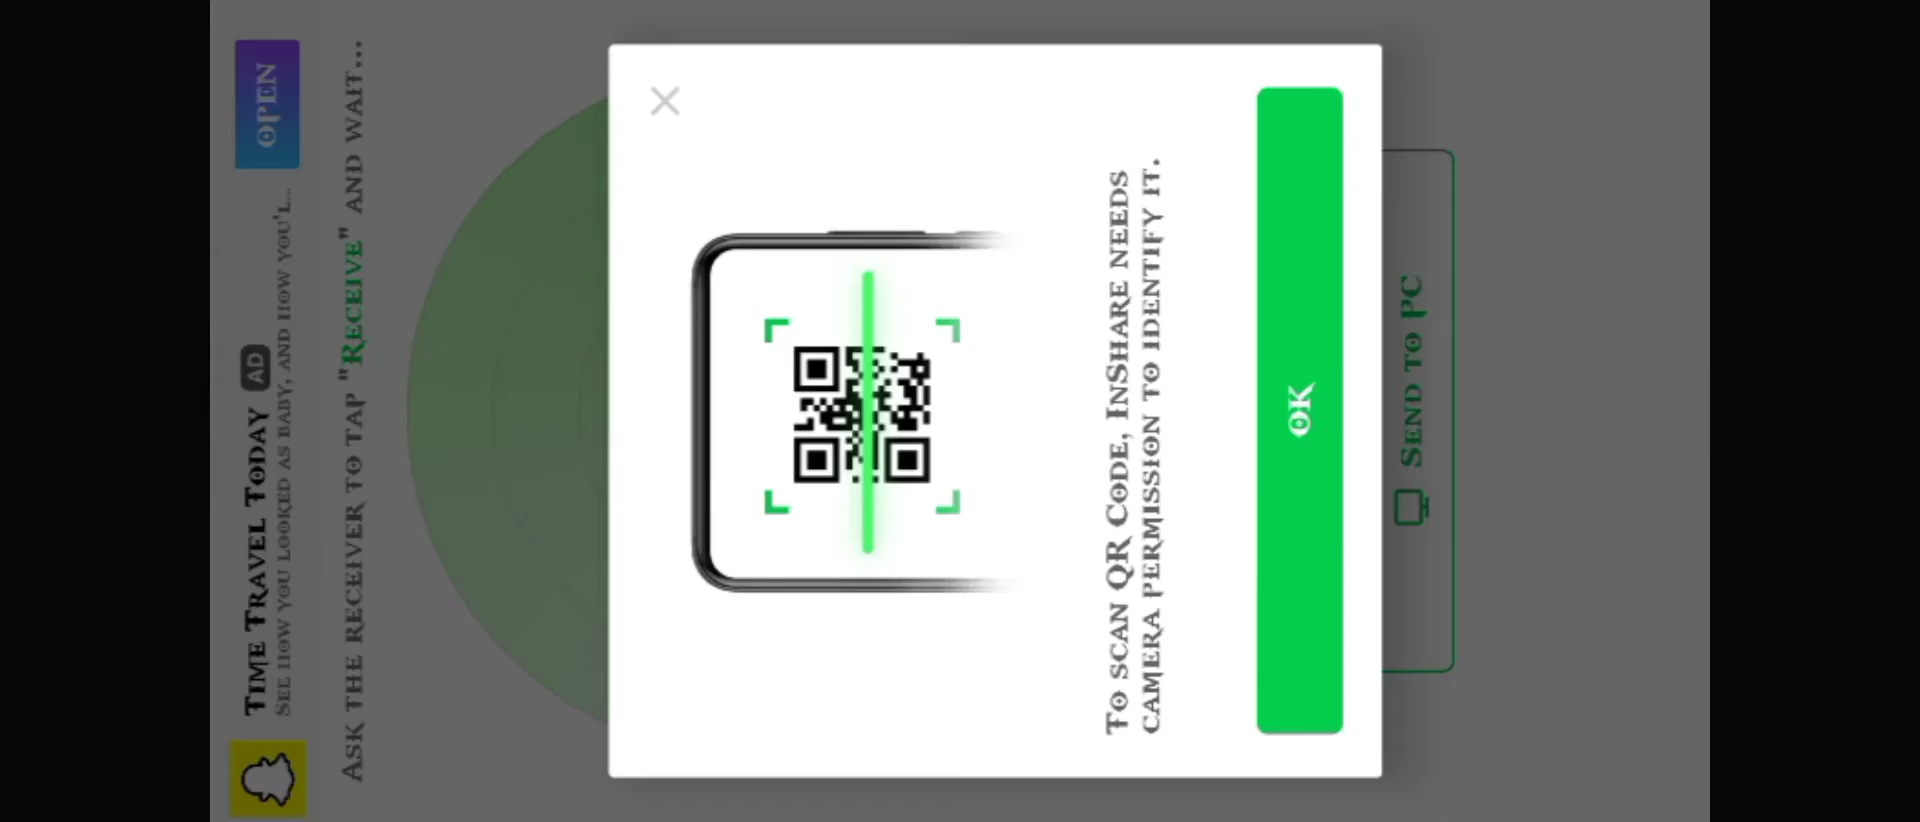 Time Travel Today AD
See how you looked as baby, and how you'l...
OPEN
Ask the receiver to tap "Receive" and wait...
To scan QR Code, InShare needs
camera permission to identify it.
OK
Send to PC